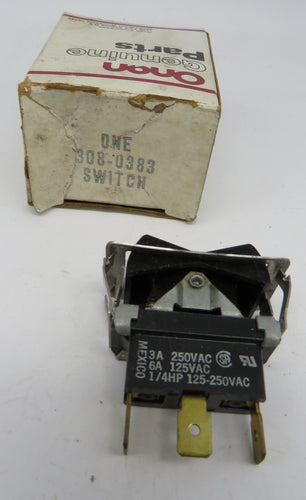 Onan
Genuine
Parts
ONE
308-0383
SWITCH
3A 250VAC
6A 125VAC
1/4HP 125-250VAC
MEXICO